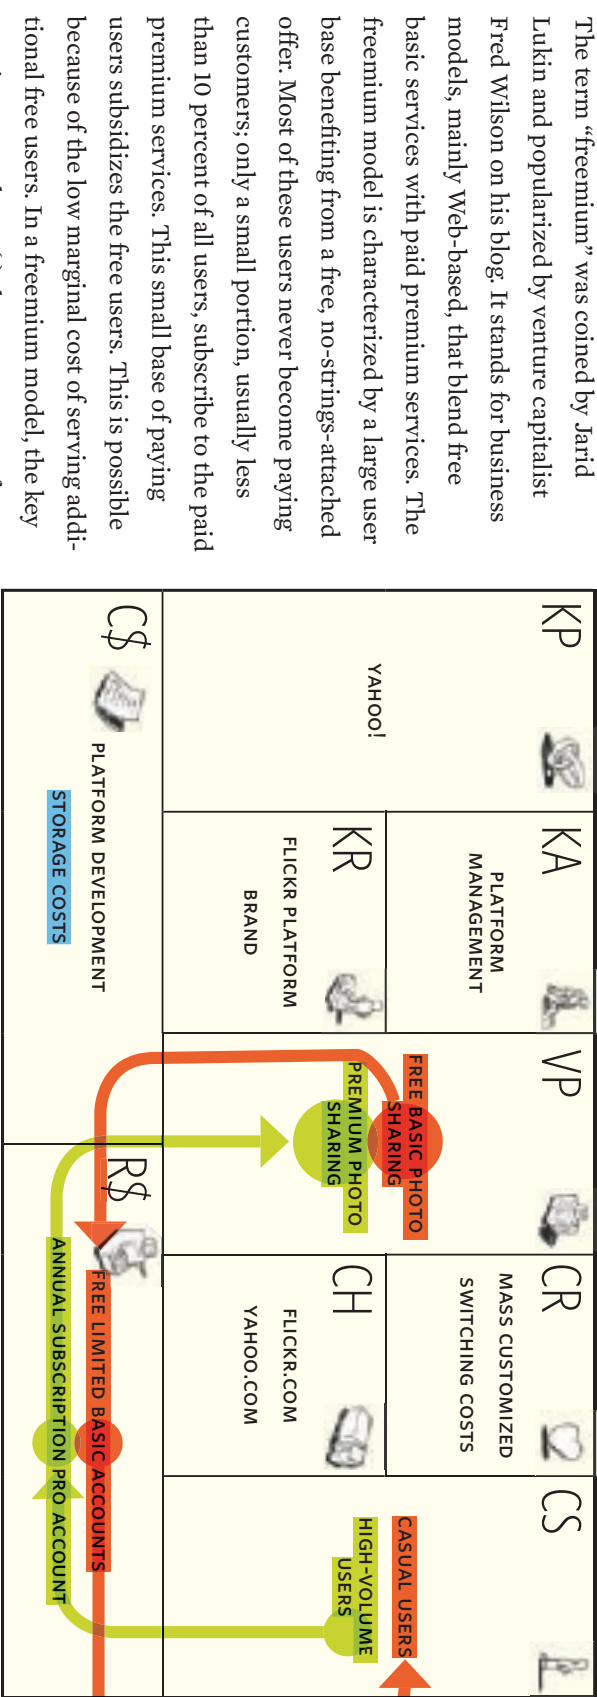 The term “freemium” was coined by Jarid
Lukin and popularized by venture capitalist
Fred Wilson on his blog. It stands for business
models, mainly Web-based, that blend free
basic services with paid premium services. The
freemium model is characterized by a large user
base benefiting from a free, no-strings-attached
offer. Most of these users never become paying
customers; only a small portion, usually less
than 10 percent of all users, subscribe to the paid
premium services. This small base of paying
users subsidizes the free users. This is possible
because of the low marginal cost of serving addi-
tional free users. In a freemium model, the key
KP
YAHOO!
KA
PLATFORM
MANAGEMENT
KR
FLICKR PLATFORM
BRAND
VP
FREE BASIC PHOTO
SHARING
PREMIUM PHOTO
SHARING
CR
MASS CUSTOMIZED
SWITCHING COSTS
CH
FLICKR.COM
YAHOO.COM
CS
CASUAL USERS
HIGH-VOLUME
USERS
C$
PLATFORM DEVELOPMENT
STORAGE COSTS
R$
FREE LIMITED BASIC ACCOUNTS
ANNUAL SUBSCRIPTION PRO ACCOUNT